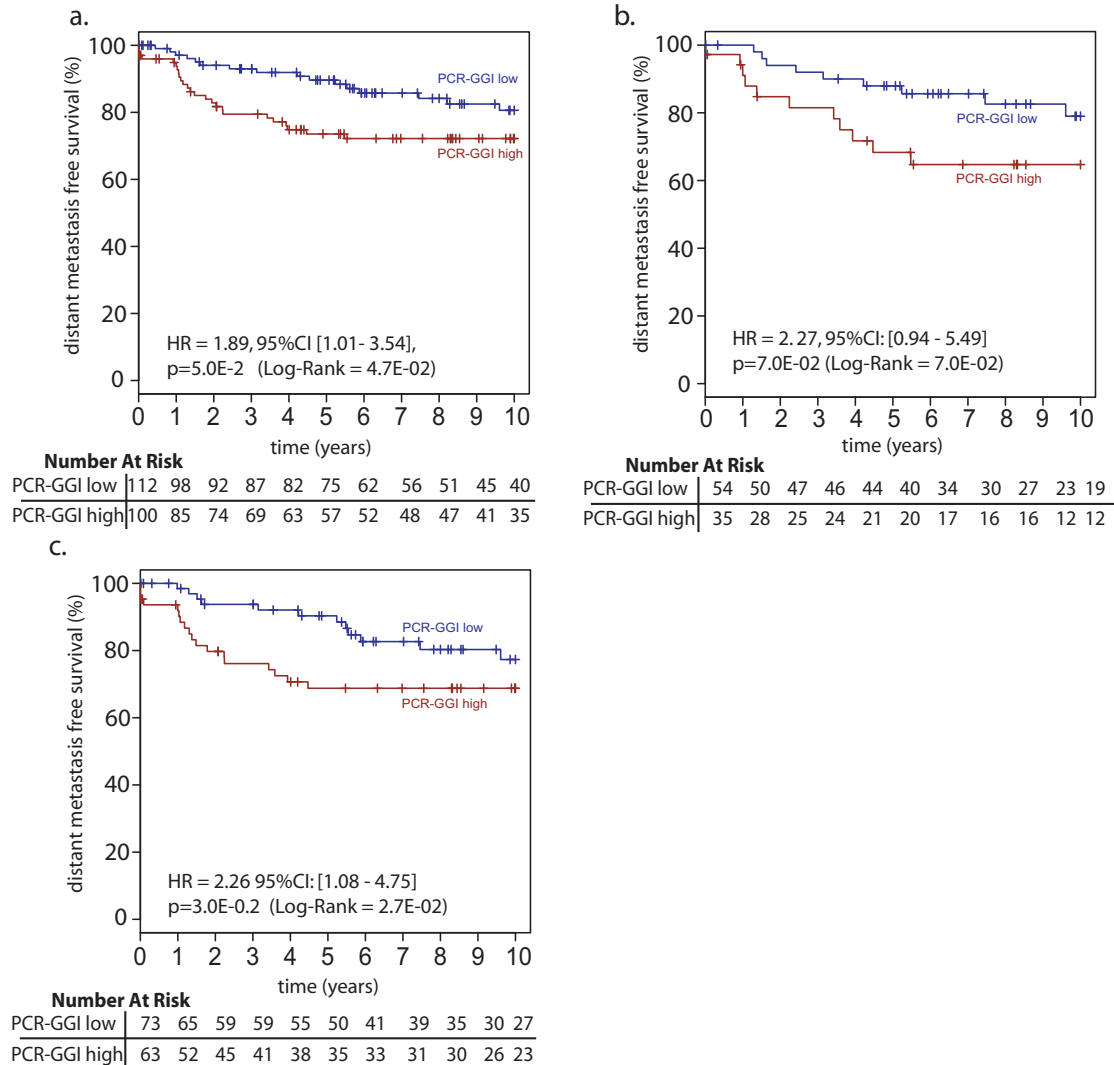 a.
distant metastasis free survival (%)
100
80
60
40
20
0
PCR-GGI low
PCR-GGI high
HR = 1.89, 95%CI [1.01- 3.54],
p=5.0E-2 (Log-Rank = 4.7E-02)
0 1 2 3 4 5 6 7 8 9 10
time (years)
Number At Risk
PCR-GGI low 112 98 92 87 82 75 62 56 51 45 40
PCR-GGI high 100 85 74 69 63 57 52 48 47 41 35
b.
distant metastasis free survival (%)
100
80
60
40
20
0
PCR-GGI low
PCR-GGI high
HR = 2.27, 95%CI: [0.94 - 5.49]
p=7.0E-02 (Log-Rank = 7.0E-02)
0 1 2 3 4 5 6 7 8 9 10
time (years)
Number At Risk
PCR-GGI low 54 50 47 46 44 40 34 30 27 23 19
PCR-GGI high 35 28 25 24 21 20 17 16 16 12 12
c.
distant metastasis free survival (%)
100
80
60
40
20
0
PCR-GGI low
PCR-GGI high
HR = 2.26 95%CI: [1.08 - 4.75]
p=3.0E-0.2 (Log-Rank = 2.7E-02)
0 1 2 3 4 5 6 7 8 9 10
time (years)
Number At Risk
PCR-GGI low 73 65 59 59 55 50 41 39 35 30 27
PCR-GGI high 63 52 45 41 38 35 33 31 30 26 23